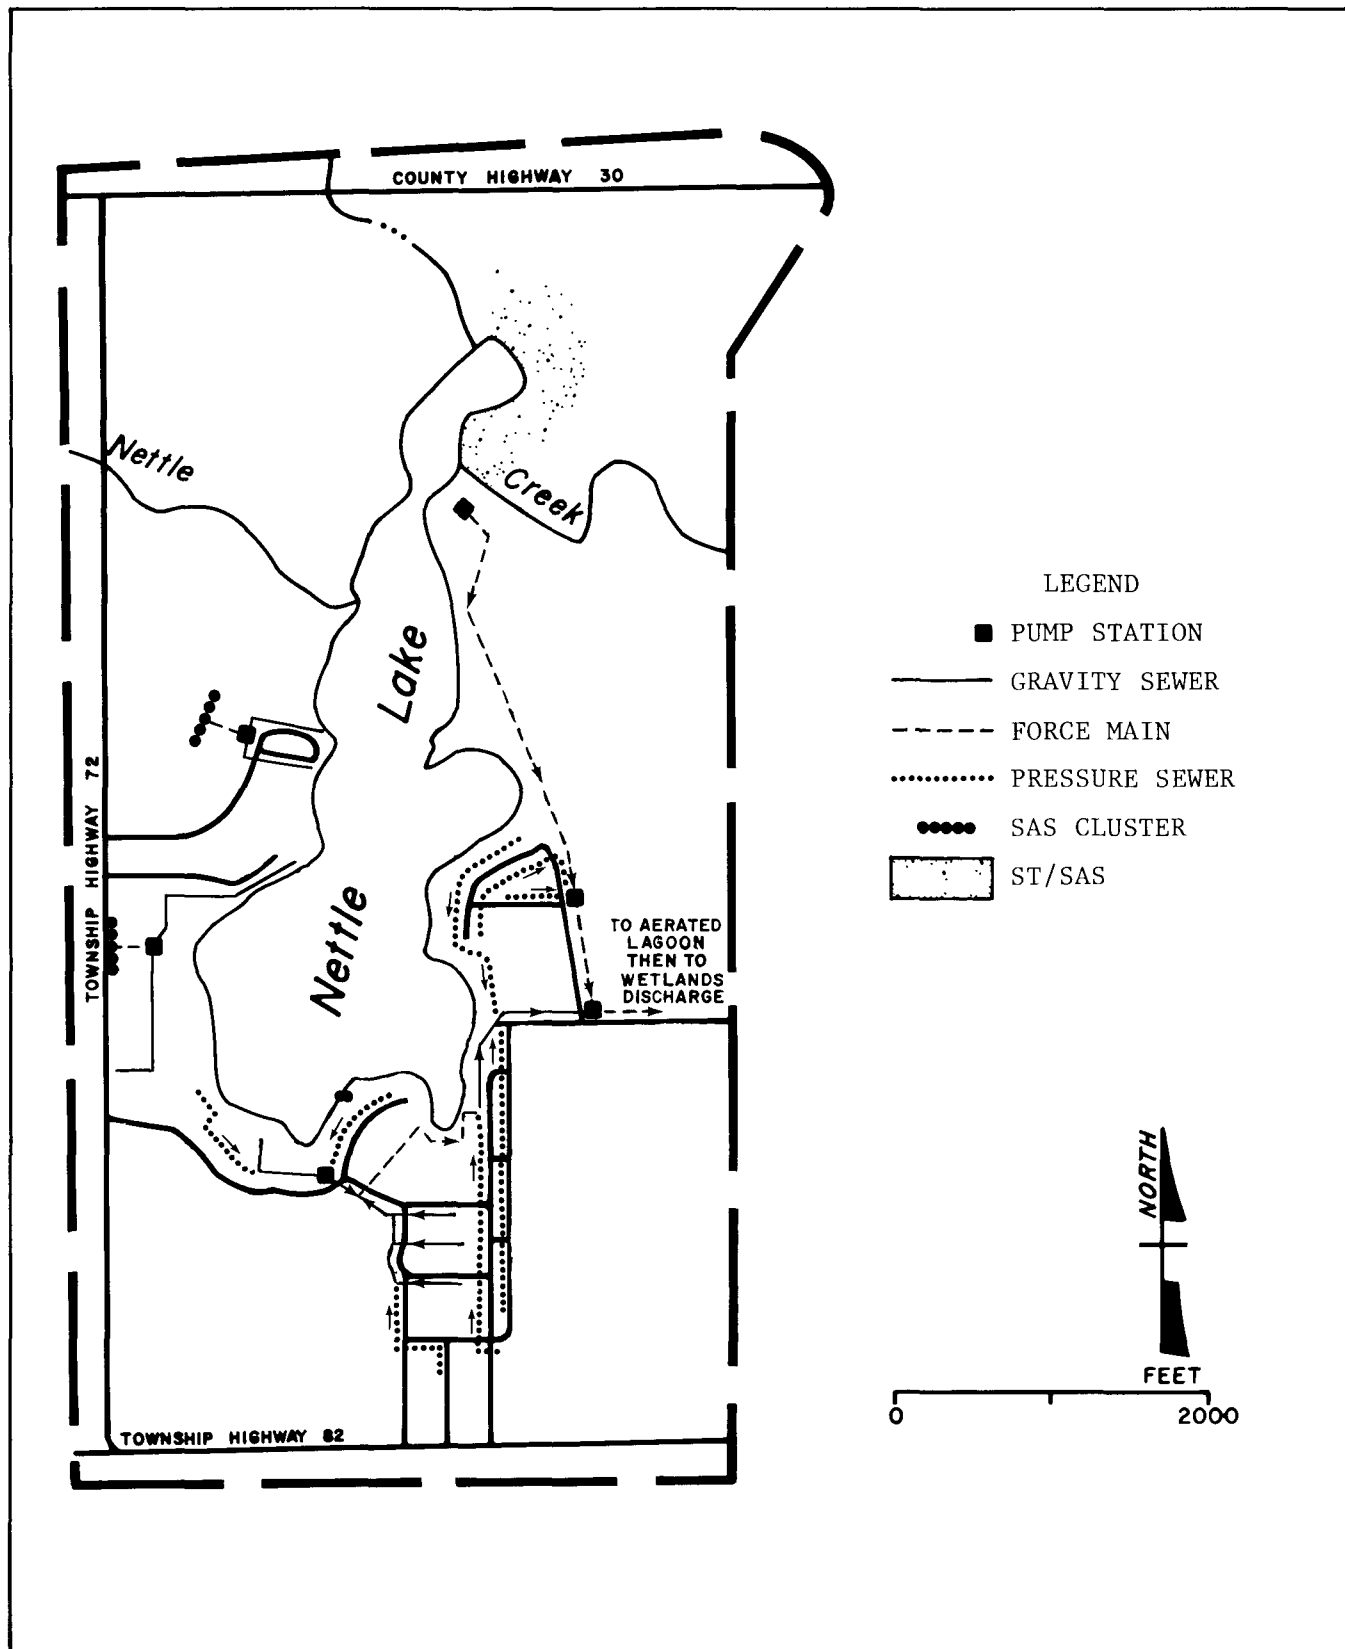 COUNTY HIGHWAY 30
Nettle
Creek
Lake
Nettle
TOWNSHIP HIGHWAY 72
TO AERATED
LAGOON
THEN TO
WETLANDS
DISCHARGE
TOWNSHIP HIGHWAY 82
LEGEND
PUMP STATION
GRAVITY SEWER
FORCE MAIN
PRESSURE SEWER
SAS CLUSTER
ST/SAS
NORTH
FEET
0 2000